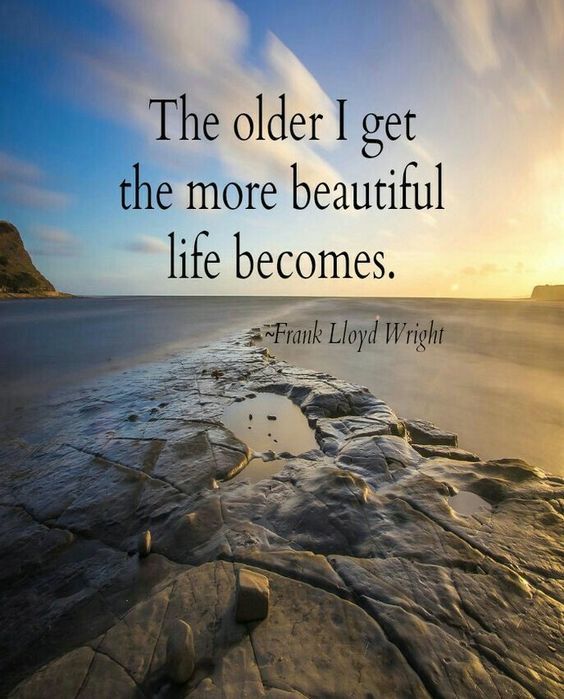 The older I get
the more beautiful
life becomes.
~Frank Lloyd Wright